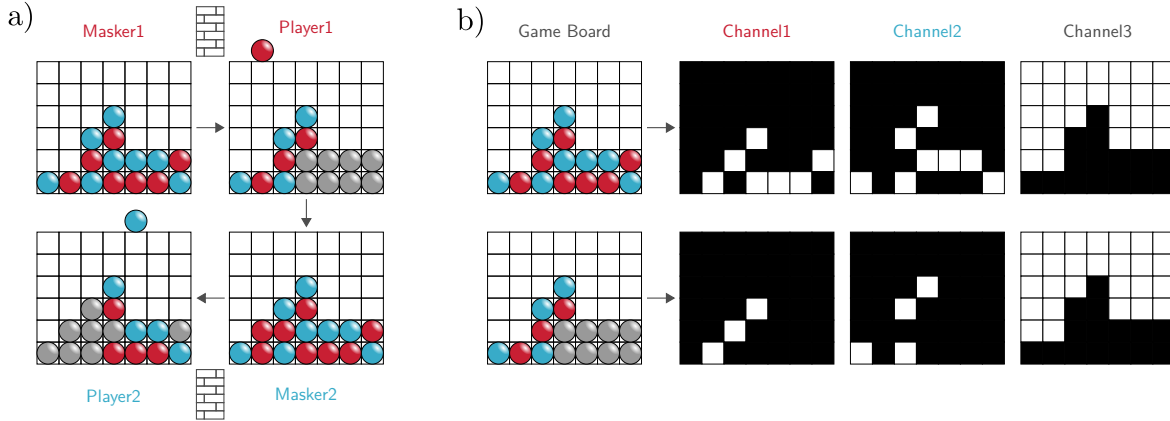 a)
Masker1
Player1
Player2
Masker2
b)
Game Board
Channel1
Channel2
Channel3